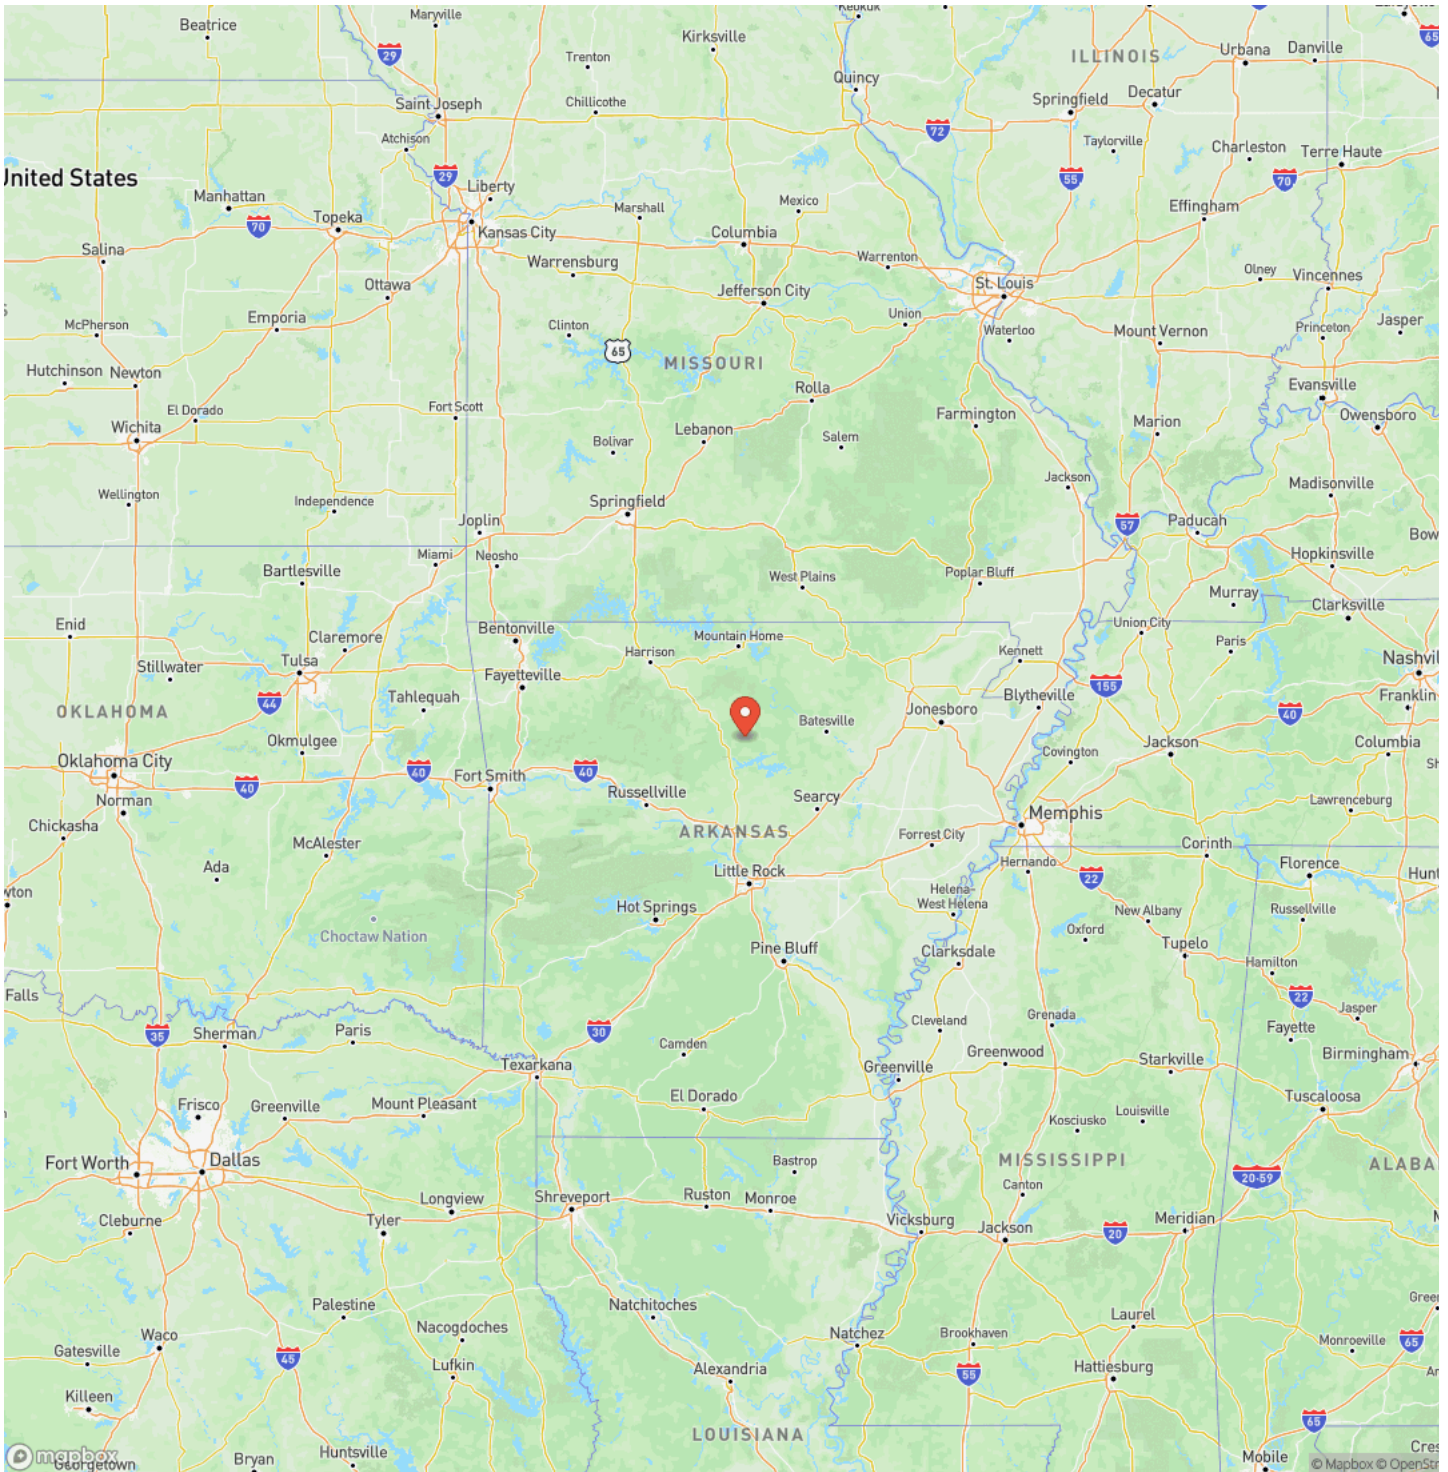 Maryville
Keokuk
Beatrice
Kirksville
ILLINOIS
Urbana
Danville
65
29
Trenton
Quincy
Saint Joseph
Chillicothe
Springfield
Decatur
Atchison
72
Taylorville
Charleston
Terre Haute
United States
29
Liberty
55
70
Manhattan
Mexico
Marshall
Effingham
70
Topeka
Kansas City
Columbia
Salina
Warrensburg
Warrenton
Olney
Vincennes
Ottawa
Jefferson City
St. Louis
Emporia
Union
McPherson
Clinton
Waterloo
Mount Vernon
Princeton
Jasper
65
MISSOURI
Hutchinson
Newton
Rolla
Evansville
El Dorado
Fort Scott
Farmington
Owensboro
Wichita
Lebanon
Salem
Marion
Bolivar
Jackson
Wellington
Independence
Springfield
Madisonville
Joplin
57
Paducah
Bow
Miami
Neosho
Hopkinsville
Bartlesville
West Plains
Poplar Bluff
Murray
Clarksville
Enid
Claremore
Bentonville
Mountain Home
Union City
Harrison
Kennett
Paris
Stillwater
Tulsa
Fayetteville
Nashvil
44
Tahlequah
155
Blytheville
Franklin
OKLAHOMA
Batesville
Jonesboro
40
Okmulgee
Covington
Jackson
Columbia
Oklahoma City
40
40
Fort Smith
40
Sh
Norman
Russellville
Searcy
Lawrenceburg
Chickasha
ARKANSAS
Memphis
McAlester
Forrest City
Corinth
Ada
Little Rock
Hernando
22
Florence
Hunt
wton
Helena-
West Helena
Hot Springs
New Albany
Russellville
Choctaw Nation
Oxford
Pine Bluff
Clarksdale
Tupelo
Hamilton
Falls
22
Jasper
35
Sherman
Paris
30
Cleveland
Grenada
Fayette
Camden
Greenwood
Starkville
Birmingham
Texarkana
Greenville
Frisco
Greenville
Mount Pleasant
El Dorado
Tuscaloosa
Kosciusko
Louisville
Fort Worth
Dallas
Bastrop
MISSISSIPPI
ALABA
20-59
Longview
Shreveport
Ruston
Monroe
Canton
Cleburne
Tyler
Vicksburg
Jackson
20
Meridian
Palestine
Natchitoches
Laurel
Gree
Waco
Nacogdoches
Natchez
Brookhaven
Monroeville
65
Gatesville
45
Lufkin
Alexandria
55
Hattiesburg
An
Killeen
65
LOUISIANA
mapbox
Georgetown
Bryan
Huntsville
Mobile
Cres
© Mapbox © OpenStr